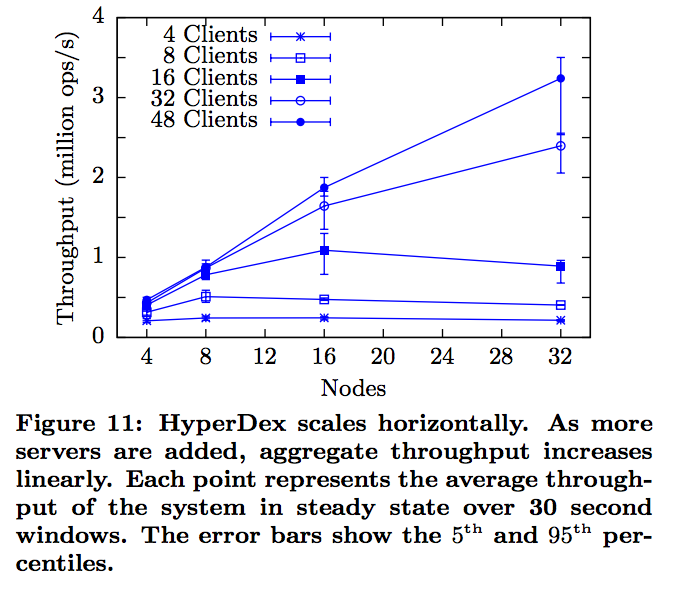 4
3
2
1
0
Throughput (million ops/s)
4 Clients
8 Clients
16 Clients
32 Clients
48 Clients
4 8 12 16 20 24 28 32
Nodes
Figure 11: HyperDex scales horizontally. As more
servers are added, aggregate throughput increases
linearly. Each point represents the average through-
put of the system in steady state over 30 second
windows. The error bars show the 5th and 95th per-
centiles.